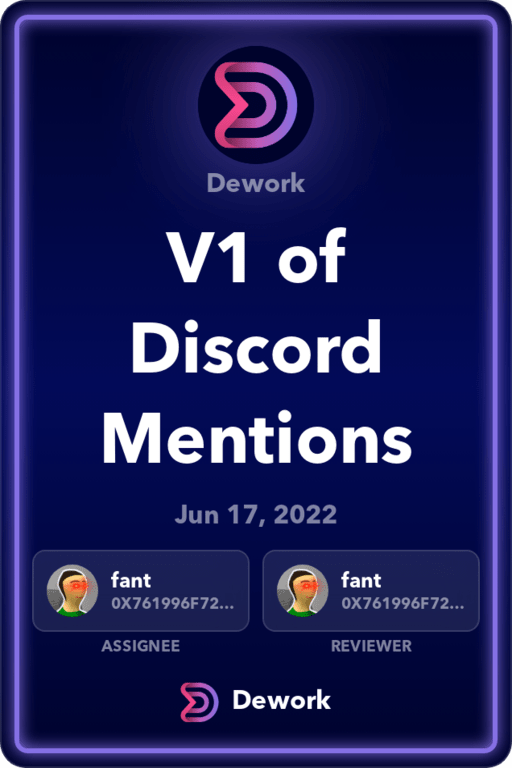 Dework
V1 of
Discord
Mentions
Jun 17, 2022
fant
0X761996F72...
ASSIGNEE
fant
0X761996F72...
REVIEWER
Dework